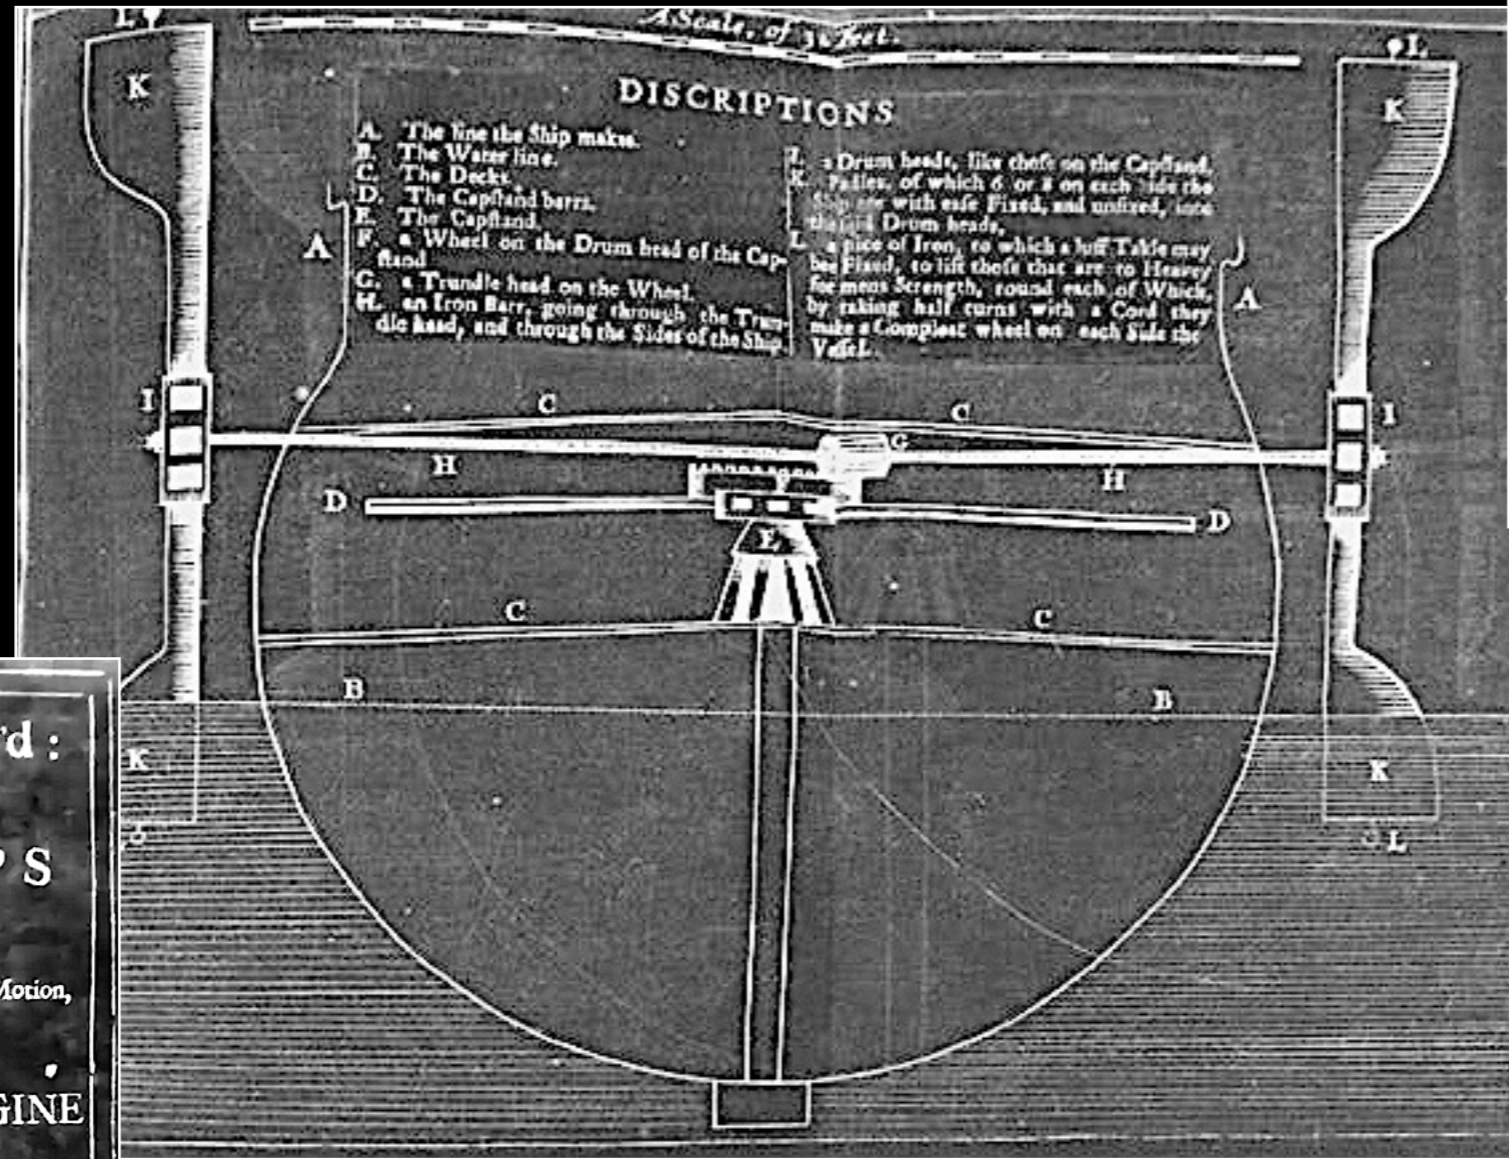 L
A Scale, of 32 Feet.
L
K
K
DISCRIPTIONS
A. The line the Ship makes.
B. The Water line.
C. The Decks.
D. The Capſtand barrs.
E. The Capſtand.
F. a Wheel on the Drum head of the Cap-
ſtand
G. a Trundle head on the Wheel.
H. an Iron Barr, going through the Trun-
dle head, and through the Sides of the Ship.
I. 2 Drum heads, like thoſe on the Capſtand.
K. Padles, of which 6 or 8 on each Side the
Ship are with eaſe Fixed, and unfixed, into
the ſaid Drum heads,
L. a pice of Iron, to which a luff Takle may
bee Fixed, to lift thoſe that are to Heavey
for mens Strength, round each of Which,
by taking half turns with a Cord they
make a Compleat wheel on each Side the
Veſſel.
A
A
I
C
C
I
G
H
H
D
D
E
C
C
B
B
'd :
K
K
L
S
Motion,
GINE